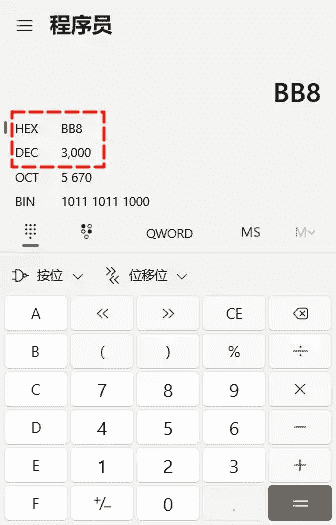 程序员
BB8
HEX BB8
DEC 3,000
OCT 5 670
BIN 1011 1011 1000
QWORD MS M
按位 位移位
A << >> CE
B ( ) % ÷
C 7 8 9 ×
D 4 5 6 −
E 1 2 3 +
F +/− 0 . =